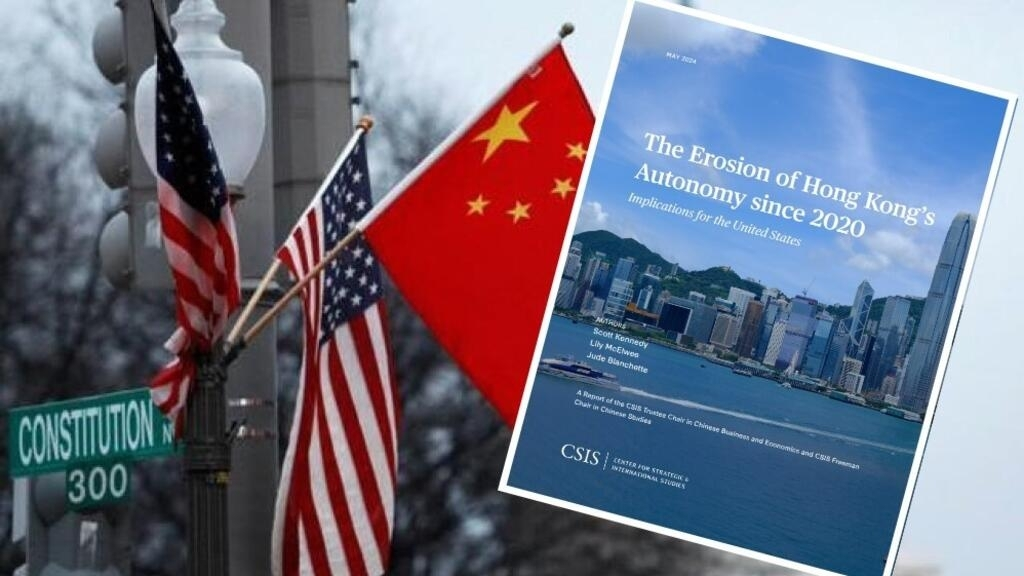 CONSTITUTION N
300
MAY 2024
The Erosion of Hong Kong's
Autonomy since 2020
Implications for the United States
AUTHORS
Scott Kennedy
Lily McElwee
Jude Blanchette
A Report of the CSIS Trustee Chair in Chinese Business and Economics and CSIS Freeman
Chair in Chinese Studies
CSIS
CENTER FOR STRATEGIC &
INTERNATIONAL STUDIES